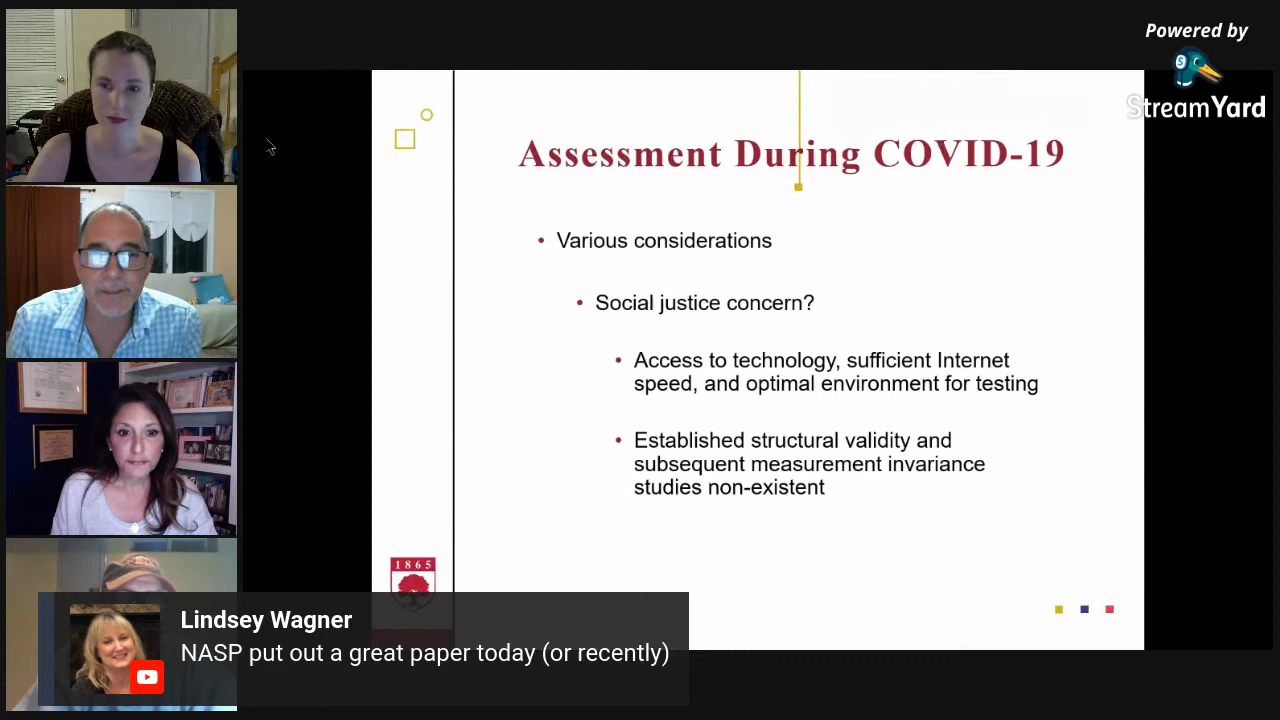 Powered by
StreamYard
Assessment During COVID-19
• Various considerations
• Social justice concern?
• Access to technology, sufficient Internet
speed, and optimal environment for testing
• Established structural validity and
subsequent measurement invariance
studies non-existent
1865
Lindsey Wagner
NASP put out a great paper today (or recently)